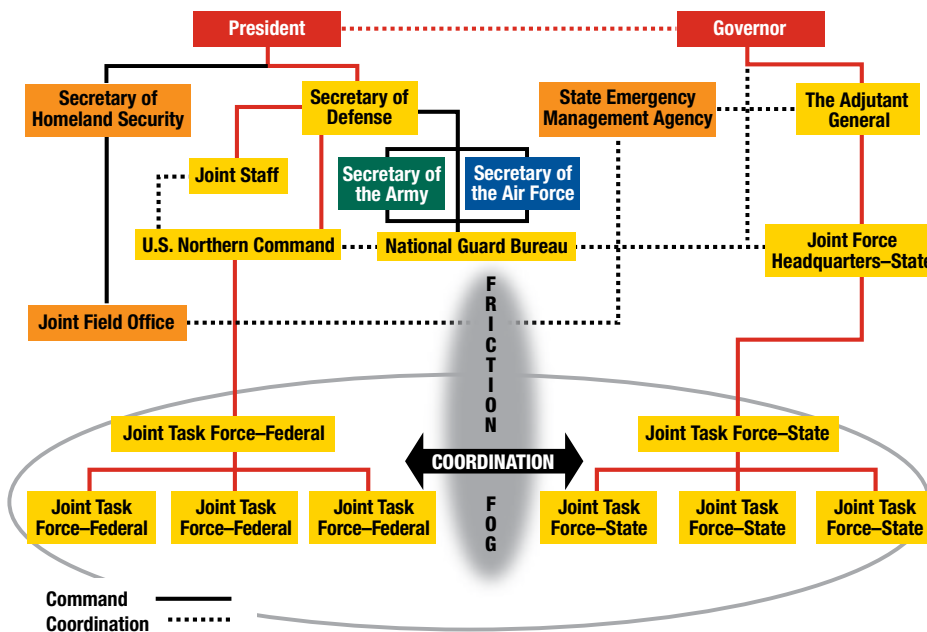 President
Governor
Secretary of
Homeland Security
Secretary of
Defense
State Emergency
Management Agency
The Adjutant
General
Joint Staff
Secretary of
the Army
Secretary of
the Air Force
U.S. Northern Command
National Guard Bureau
Joint Force
Headquarters–State
Joint Field Office
FRICTION
Joint Task Force–Federal
Joint Task Force–State
COORDINATION
Joint Task
Force–Federal
Joint Task
Force–Federal
Joint Task
Force–Federal
FOG
Joint Task
Force–State
Joint Task
Force–State
Joint Task
Force–State
Command
Coordination